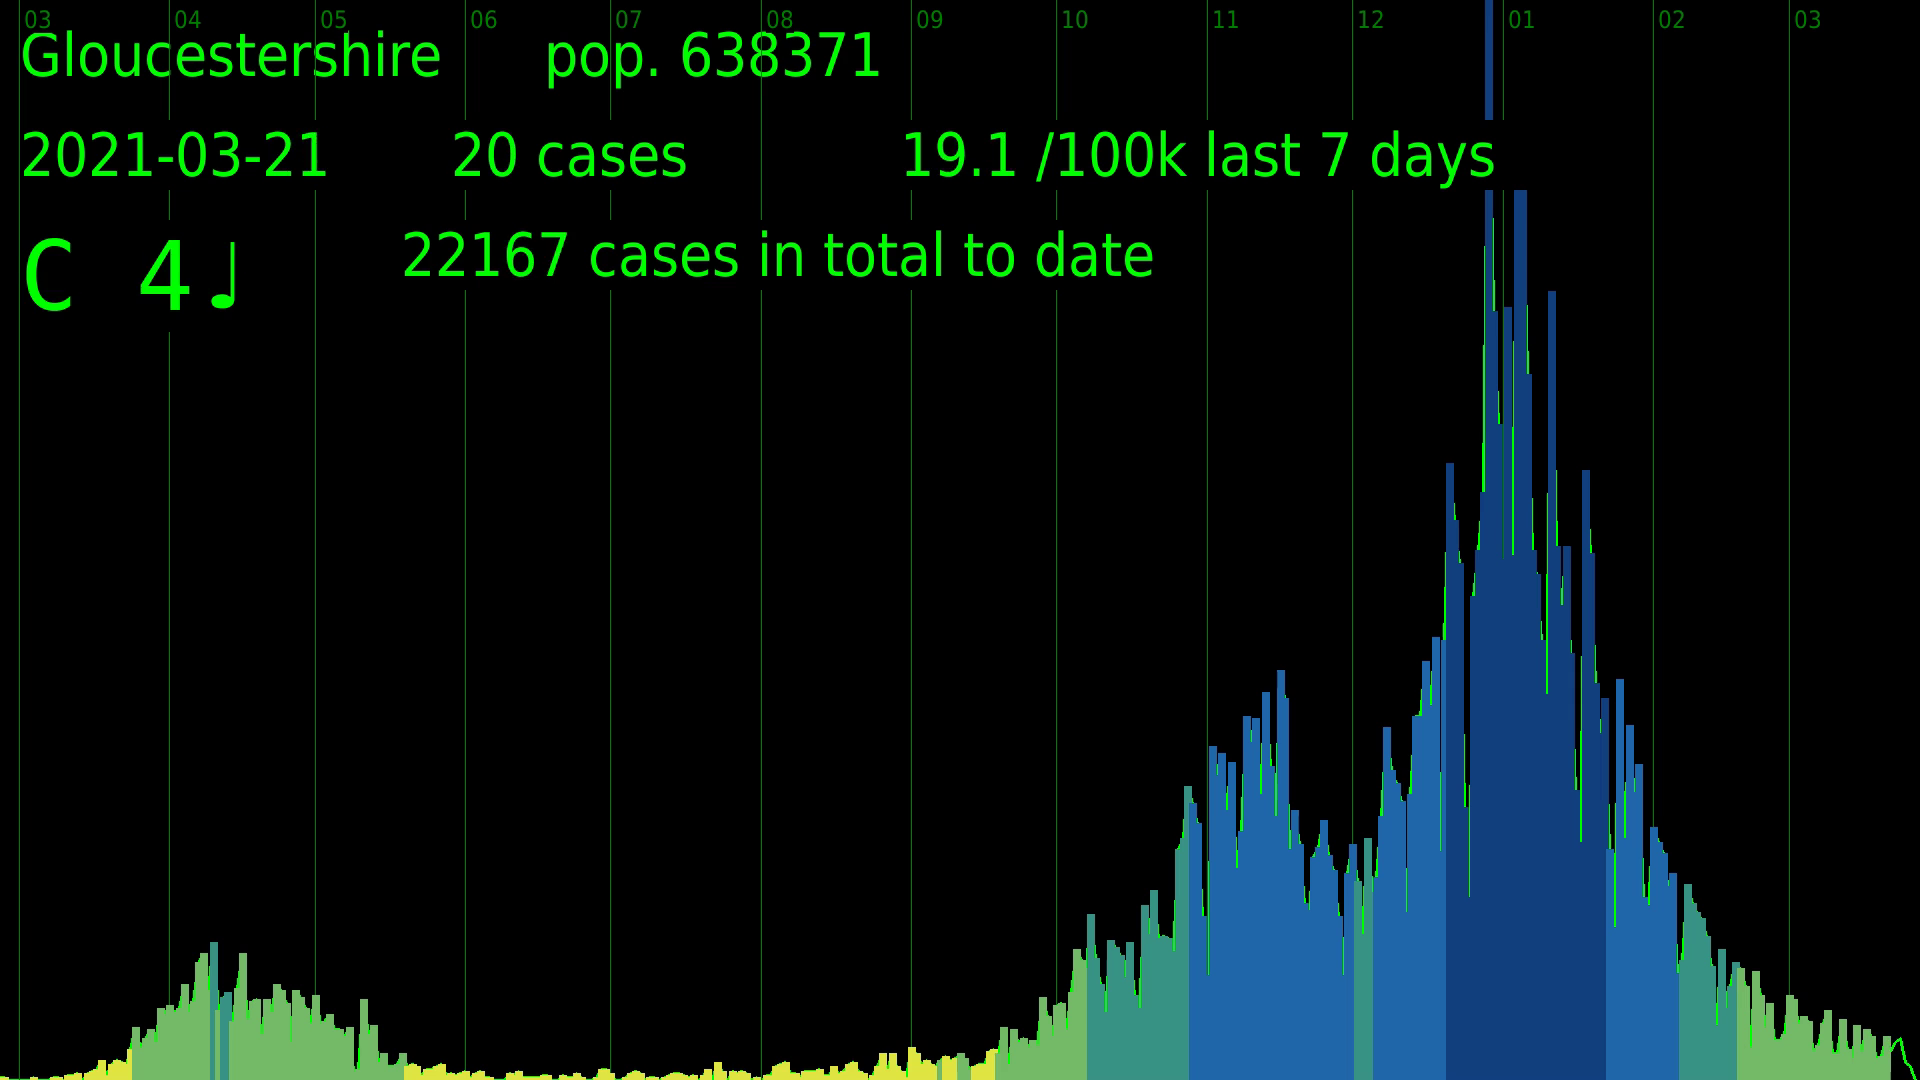 03 04 05 06 07 08 09 10 11 12 01 02 03
Gloucestershire pop. 638371
2021-03-21 20 cases 19.1 /100k last 7 days
C 4♩ 22167 cases in total to date